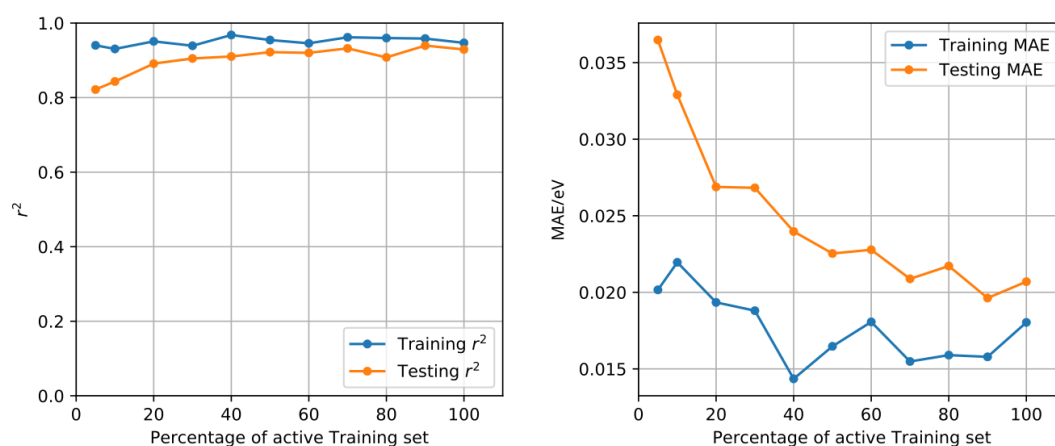 1.0
0.8
0.6
0.4
0.2
0.0
r²
0 20 40 60 80 100
Percentage of active Training set
Training r²
Testing r²
0.035
0.030
0.025
0.020
0.015
MAE/eV
0 20 40 60 80 100
Percentage of active Training set
Training MAE
Testing MAE